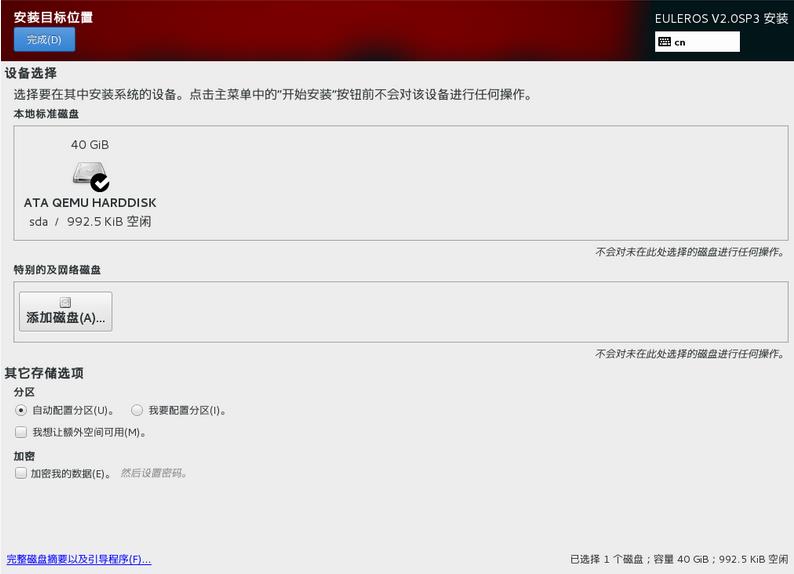 安装目标位置
EULEROS V2.0SP3 安装
完成(D)
cn
设备选择
选择要在其中安装系统的设备。点击主菜单中的"开始安装"按钮前不会对该设备进行任何操作。
本地标准磁盘
40 GiB
ATA QEMU HARDDISK
sda / 992.5 KiB 空闲
不会对未在此处选择的磁盘进行任何操作。
特别的及网络磁盘
添加磁盘(A)...
不会对未在此处选择的磁盘进行任何操作。
其它存储选项
分区
自动配置分区(U)。 我要配置分区(I)。
我想让额外空间可用(M)。
加密
加密我的数据(E)。 然后设置密码。
完整磁盘摘要以及引导程序(F)... 已选择 1 个磁盘；容量 40 GiB；992.5 KiB 空闲